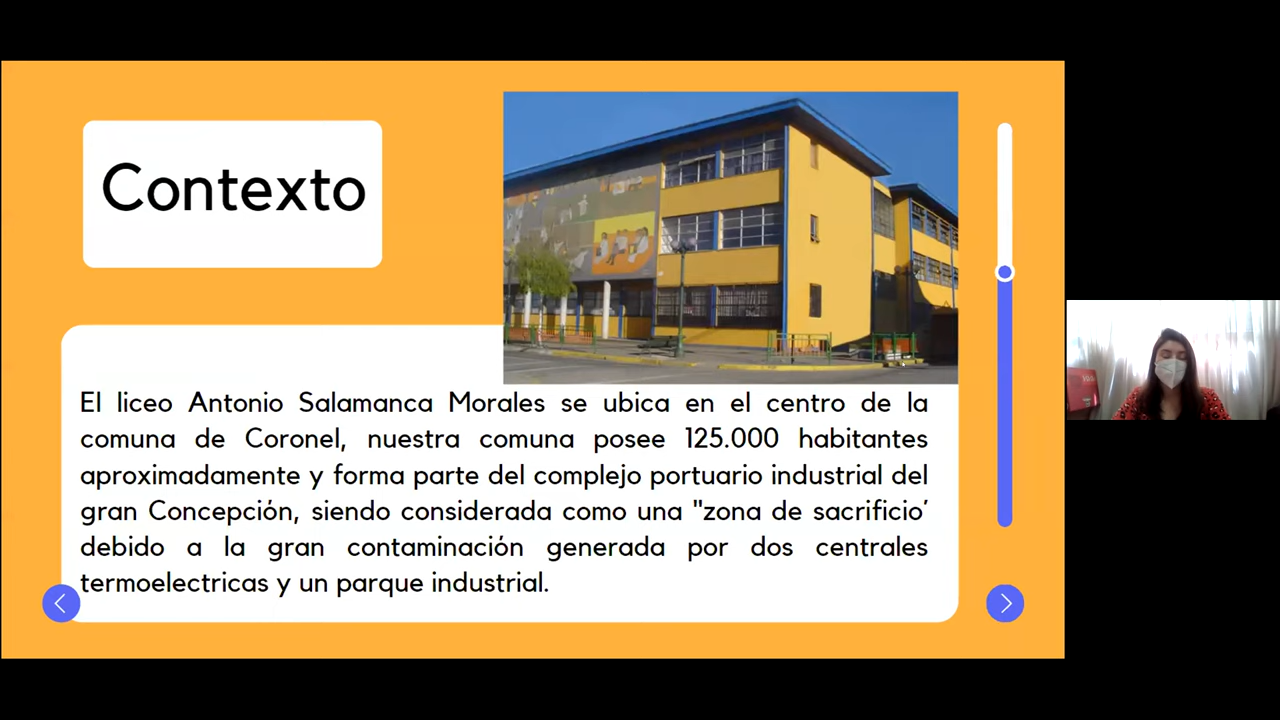 Contexto
El liceo Antonio Salamanca Morales se ubica en el centro de la
comuna de Coronel, nuestra comuna posee 125.000 habitantes
aproximadamente y forma parte del complejo portuario industrial del
gran Concepción, siendo considerada como una "zona de sacrificio'
debido a la gran contaminación generada por dos centrales
termoelectricas y un parque industrial.